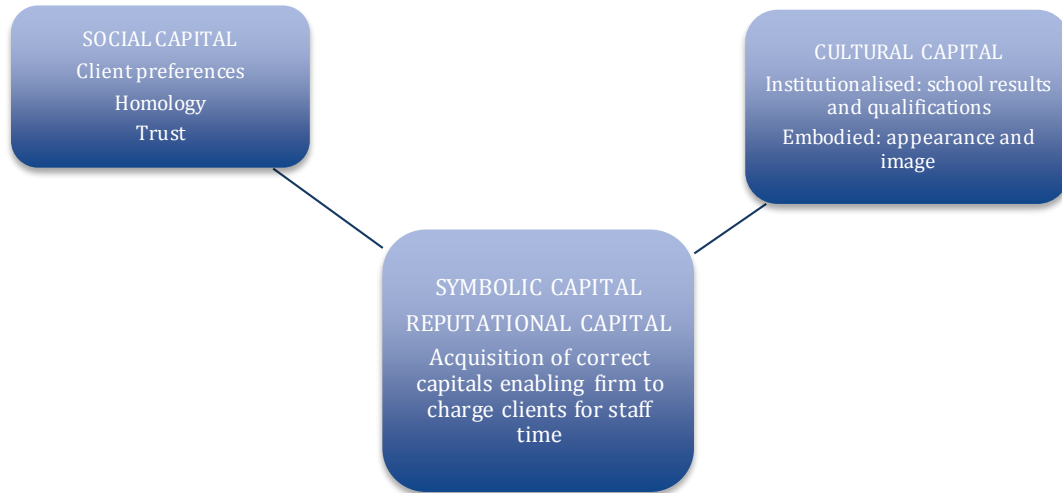 SOCIAL CAPITAL
Client preferences
Homology
Trust
CULTURAL CAPITAL
Institutionalised: school results
and qualifications
Embodied: appearance and
image
SYMBOLIC CAPITAL
REPUTATIONAL CAPITAL
Acquisition of correct
capitals enabling firm to
charge clients for staff
time